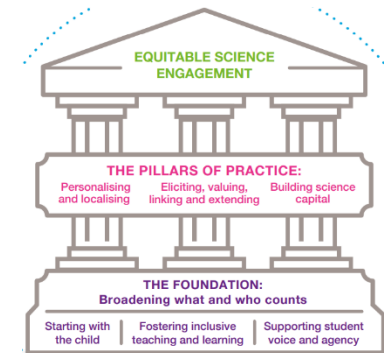 EQUITABLE SCIENCE
ENGAGEMENT
THE PILLARS OF PRACTICE:
Personalising
and localising
Eliciting, valuing,
linking and extending
Building science
capital
THE FOUNDATION:
Broadening what and who counts
Starting with
the child
Fostering inclusive
teaching and learning
Supporting student
voice and agency